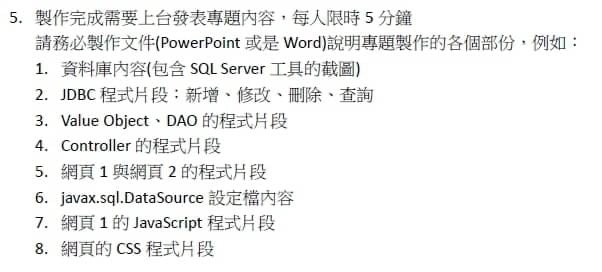 5. 製作完成需要上台發表專題內容，每人限時 5 分鐘
請務必製作文件(PowerPoint 或是 Word)說明專題製作的各個部份，例如：
1. 資料庫內容(包含 SQL Server 工具的截圖)
2. JDBC 程式片段：新增、修改、刪除、查詢
3. Value Object、DAO 的程式片段
4. Controller 的程式片段
5. 網頁 1 與網頁 2 的程式片段
6. javax.sql.DataSource 設定檔內容
7. 網頁 1 的 JavaScript 程式片段
8. 網頁的 CSS 程式片段